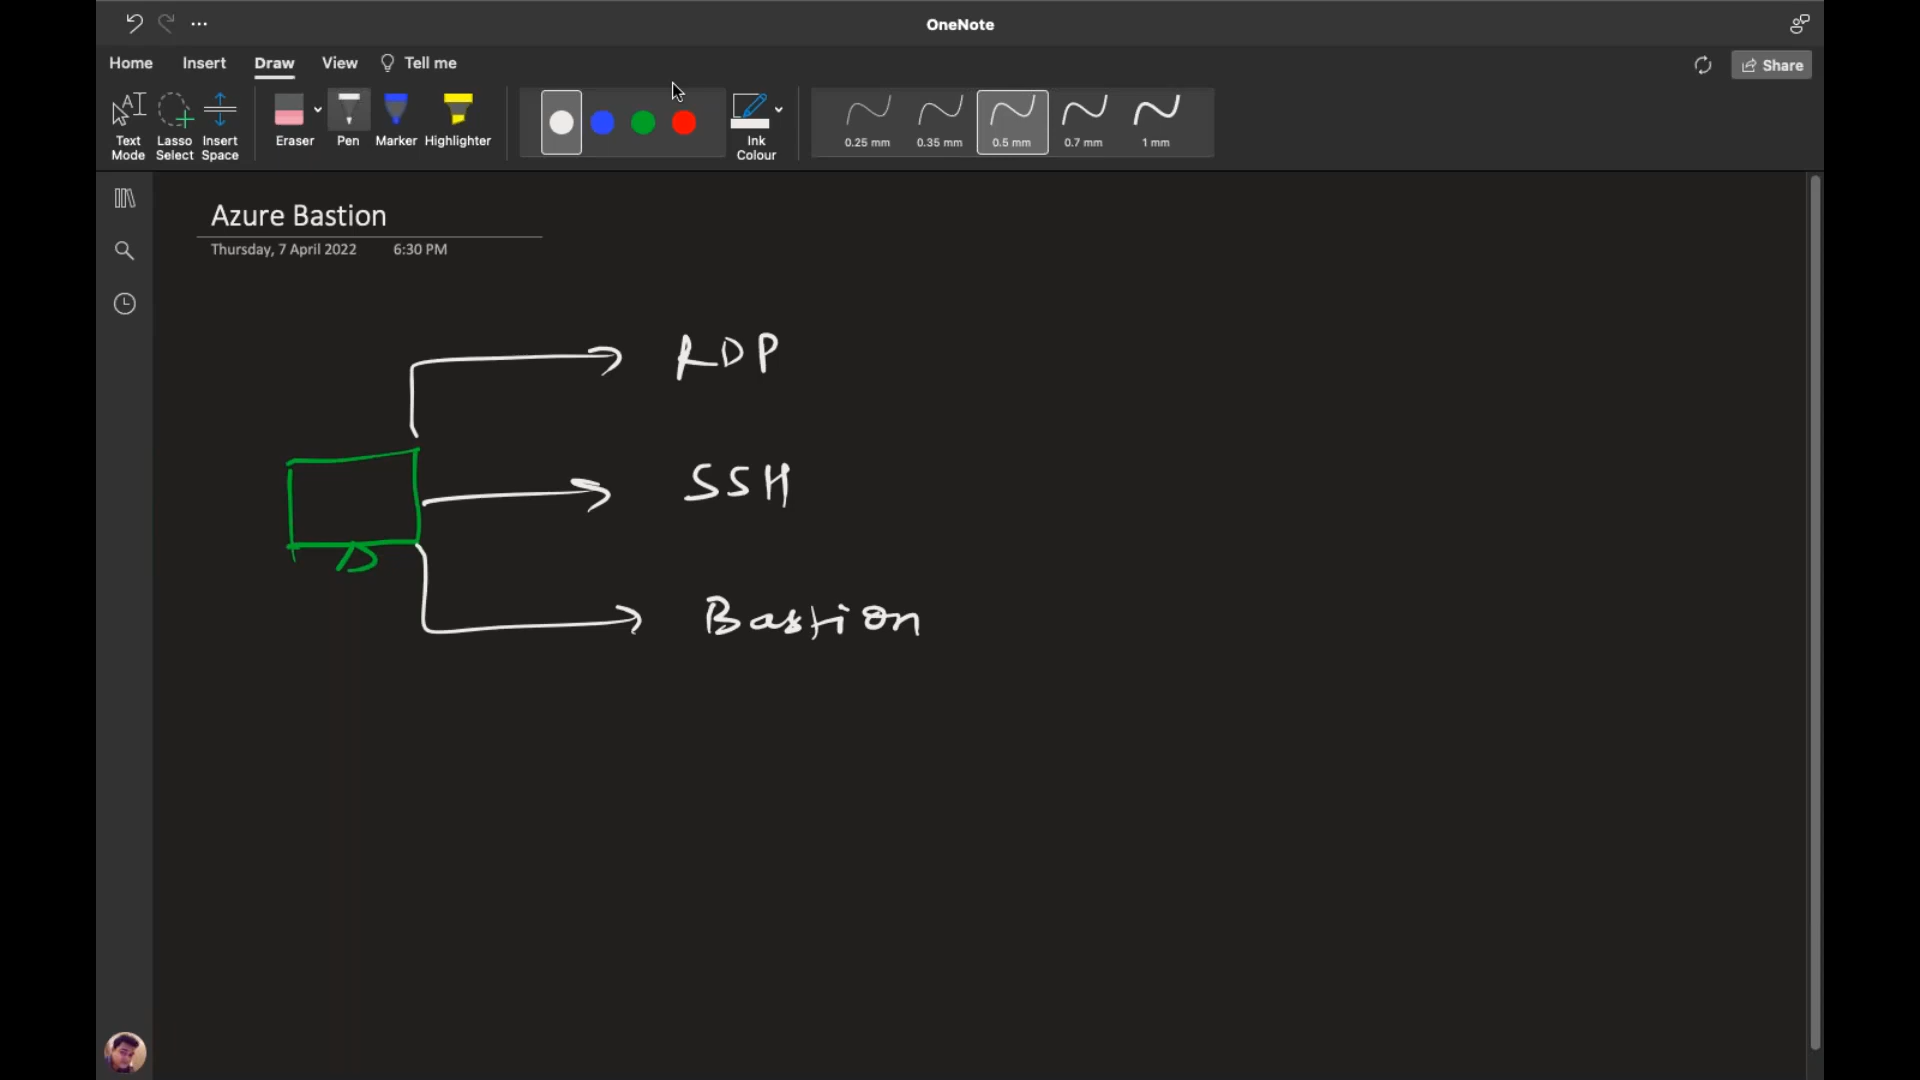 OneNote
Home Insert Draw View Tell me
Share
Text Mode
Lasso Select
Insert Space
Eraser
Pen
Marker
Highlighter
Ink Colour
0.25 mm
0.35 mm
0.5 mm
0.7 mm
1 mm
Azure Bastion
Thursday, 7 April 2022 6:30 PM
RDP
SSH
Bastion